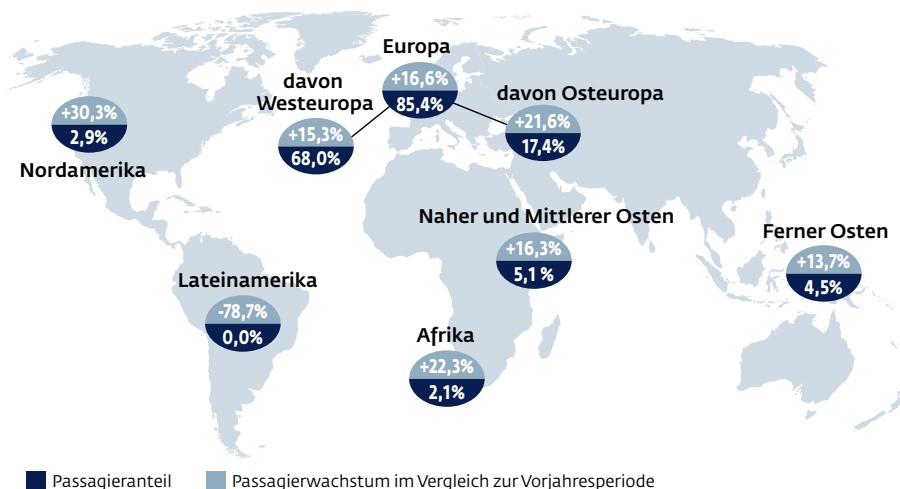 Europa
+16,6%
85,4%
davon
Westeuropa
+15,3%
68,0%
davon Osteuropa
+21,6%
17,4%
+30,3%
2,9%
Nordamerika
Naher und Mittlerer Osten
+16,3%
5,1%
Ferner Osten
+13,7%
4,5%
Lateinamerika
-78,7%
0,0%
Afrika
+22,3%
2,1%
Passagieranteil
Passagierwachstum im Vergleich zur Vorjahresperiode